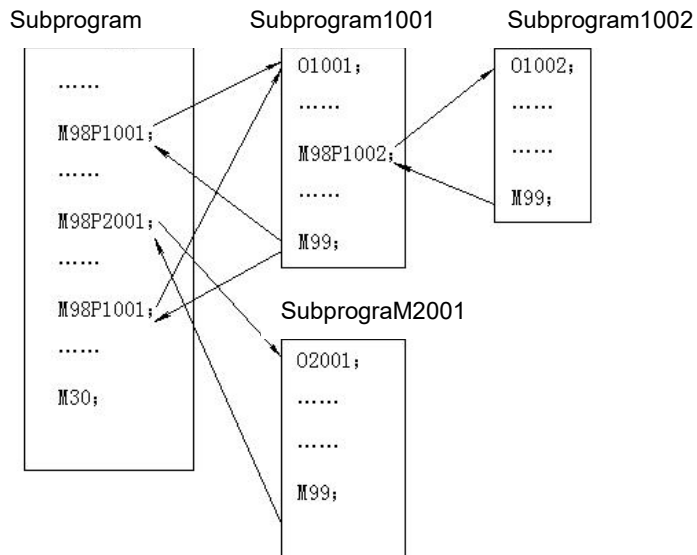 Subprogram
……
M98P1001;
……
M98P2001;
……
M98P1001;
……
M30;
Subprogram1001
O1001;
……
M98P1002;
……
M99;
Subprogram1002
O1002;
……
……
M99;
SubprograM2001
O2001;
……
……
M99;